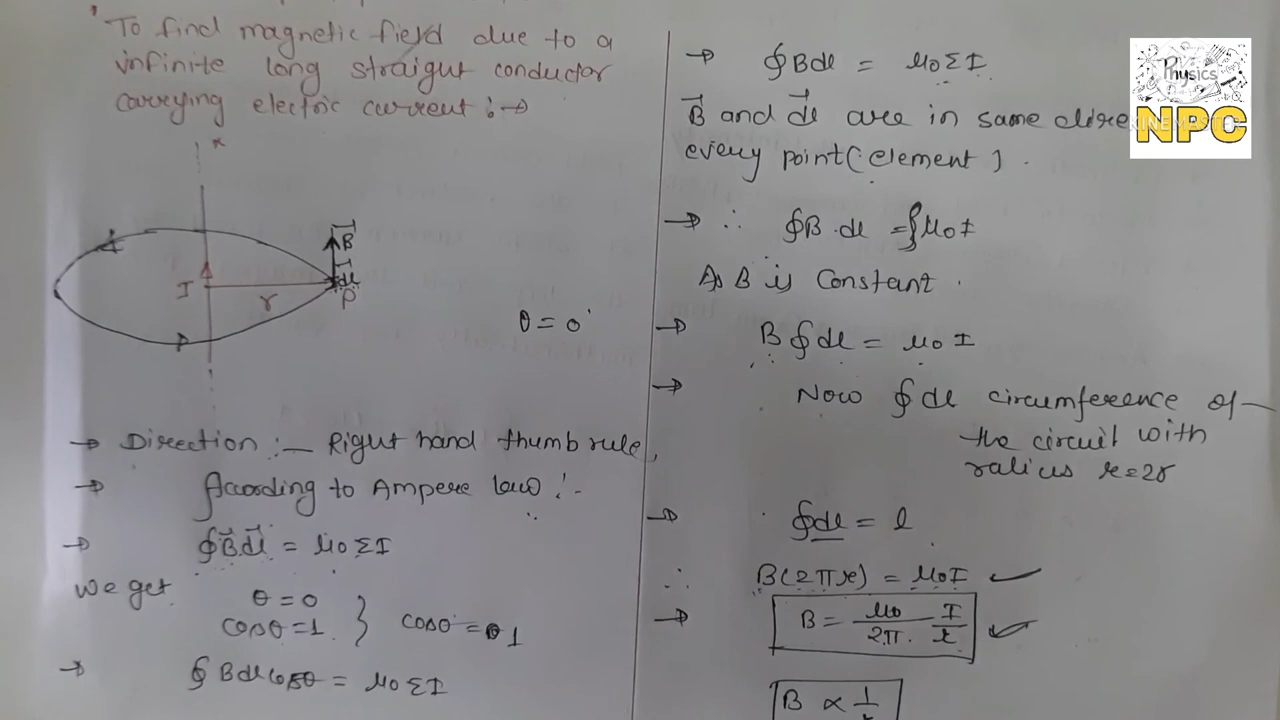 To find magnetic field due to a
infinite long straight conductor
carrying electric current :→
x
I
r
B
dl
P
θ = 0°
→ Direction :— Right hand thumb rule,
→ According to Ampere law :-
→ ∮B⃗.dl⃗ = μ₀ΣI
We get
θ = 0
cosθ = 1 } cosθ = 1
→ ∮ Bdl cosθ = μ₀ΣI
→ ∮Bdl = μ₀ΣI
B⃗ and dl⃗ are in same dire
every point (element).
→ ∴ ∮B.dl = μ₀I
As B is Constant.
→ B∮dl = μ₀I
→ Now ∮dl circumference of —
the circuit with
radius r=2r
→ ∮dl = l
∴ B(2πr) = μ₀I
→ B = μ₀/2π. I/r
B ∝ 1/r
Physics
NPC